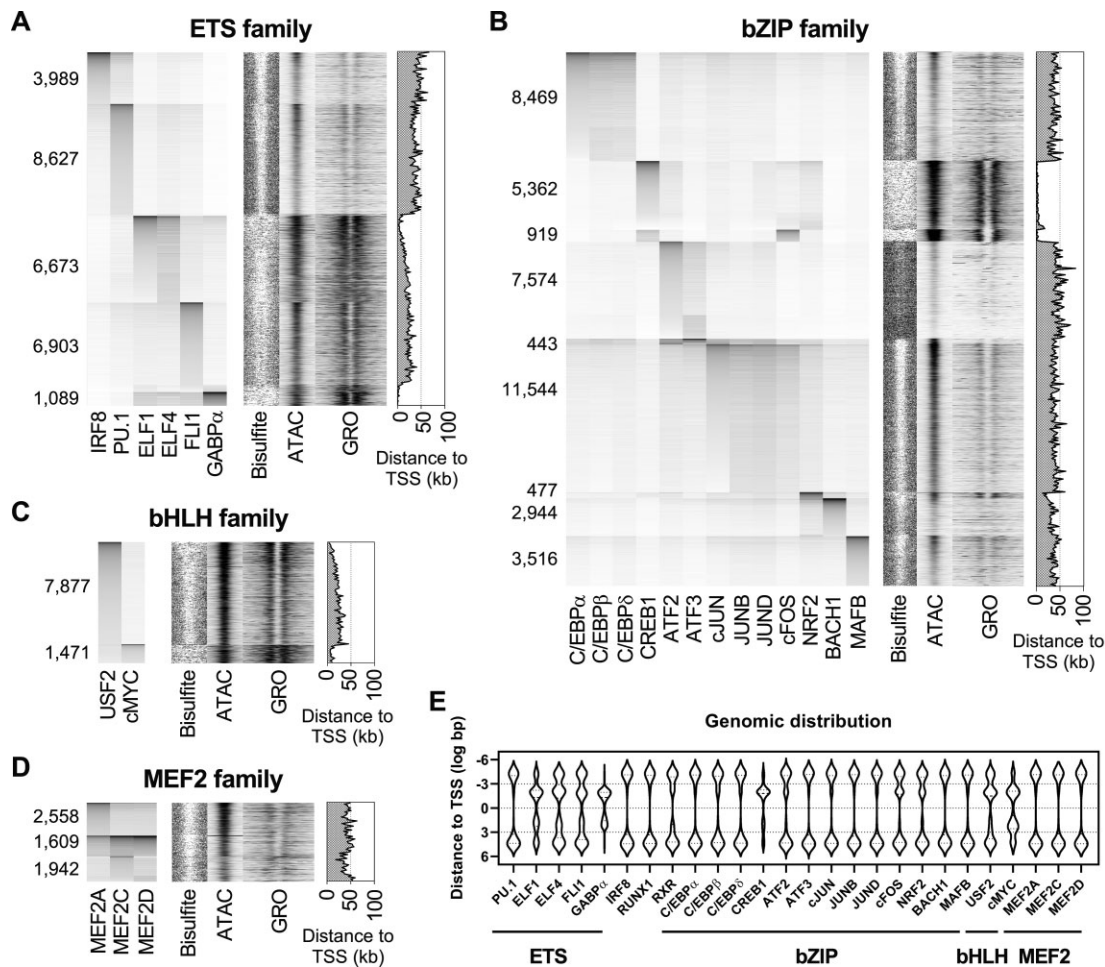 A
ETS family
3,989
8,627
6,673
6,903
1,089
IRF8
PU.1
ELF1
ELF4
FLI1
GABPα
Bisulfite
ATAC
GRO
0
50
100
Distance to
TSS (kb)
B
bZIP family
8,469
5,362
919
7,574
443
11,544
477
2,944
3,516
C/EBPα
C/EBPβ
C/EBPδ
CREB1
ATF2
ATF3
cJUN
JUNB
JUND
cFOS
NRF2
BACH1
MAFB
Bisulfite
ATAC
GRO
0
50
100
Distance to
TSS (kb)
C
bHLH family
7,877
1,471
USF2
cMYC
Bisulfite
ATAC
GRO
0
50
100
Distance to
TSS (kb)
D
MEF2 family
2,558
1,609
1,942
MEF2A
MEF2C
MEF2D
Bisulfite
ATAC
GRO
0
50
100
Distance to
TSS (kb)
E
Genomic distribution
Distance to TSS (log bp)
-6
-3
0
3
6
PU.1
ELF1
ELF4
FLI1
GABPα
IRF8
RUNX1
RXR
C/EBPα
C/EBPβ
C/EBPδ
CREB1
ATF2
ATF3
cJUN
JUNB
JUND
cFOS
NRF2
BACH1
MAFB
USF2
cMYC
MEF2A
MEF2C
MEF2D
ETS
bZIP
bHLH
MEF2